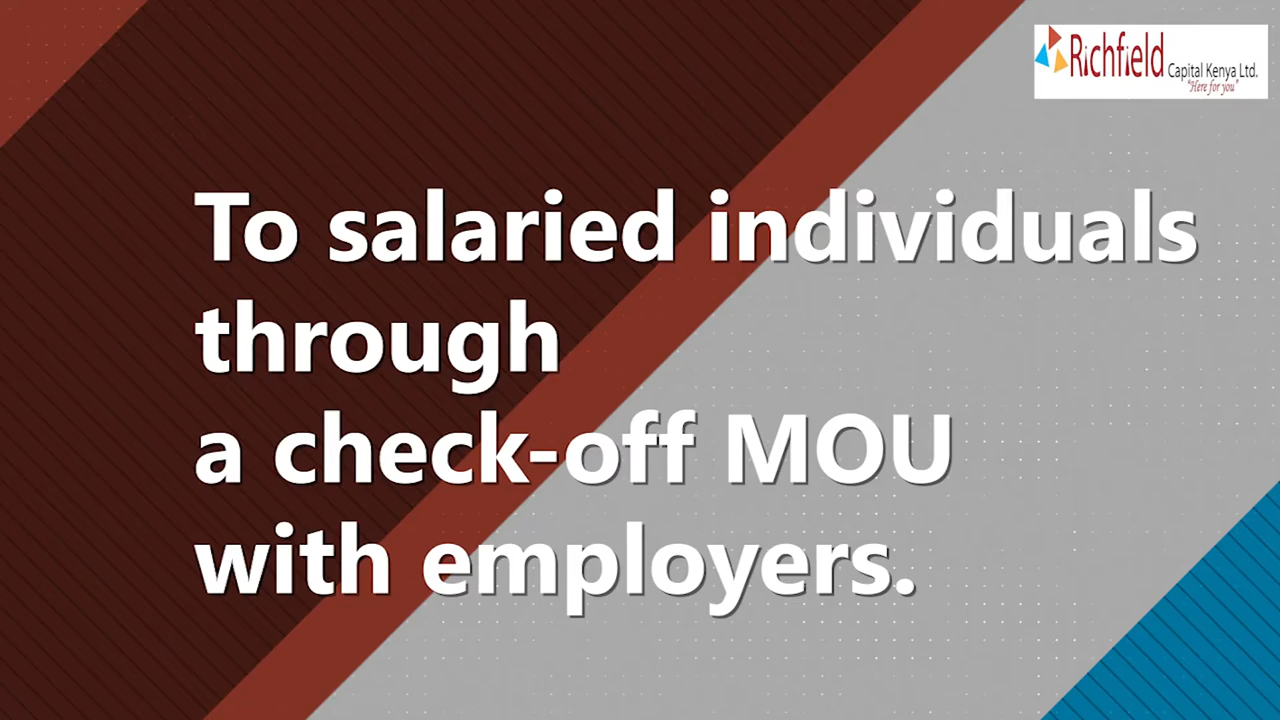 Richfield
Capital Kenya Ltd.
"Here for you"
To salaried individuals
through
a check-off MOU
with employers.